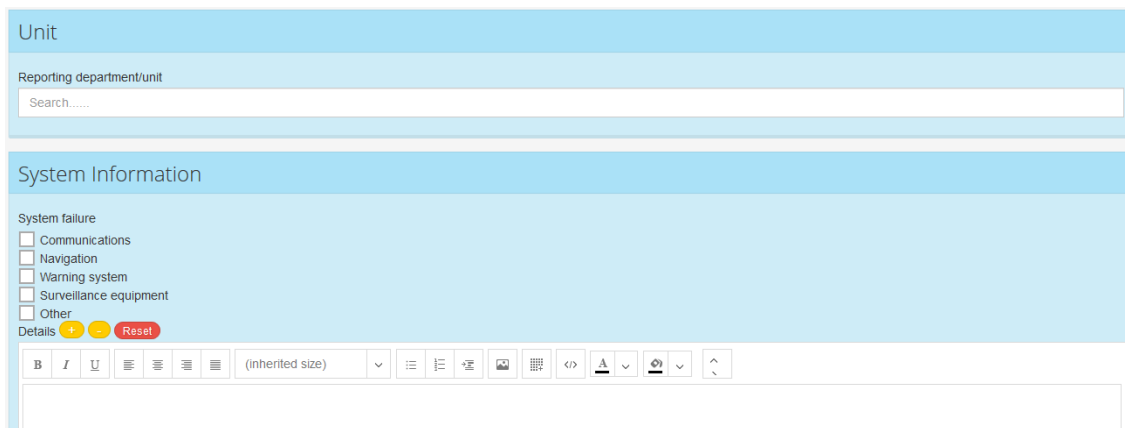 Unit
Reporting department/unit
Search......
System Information
System failure
Communications
Navigation
Warning system
Surveillance equipment
Other
Details + - Reset
B I U (inherited size) </> A